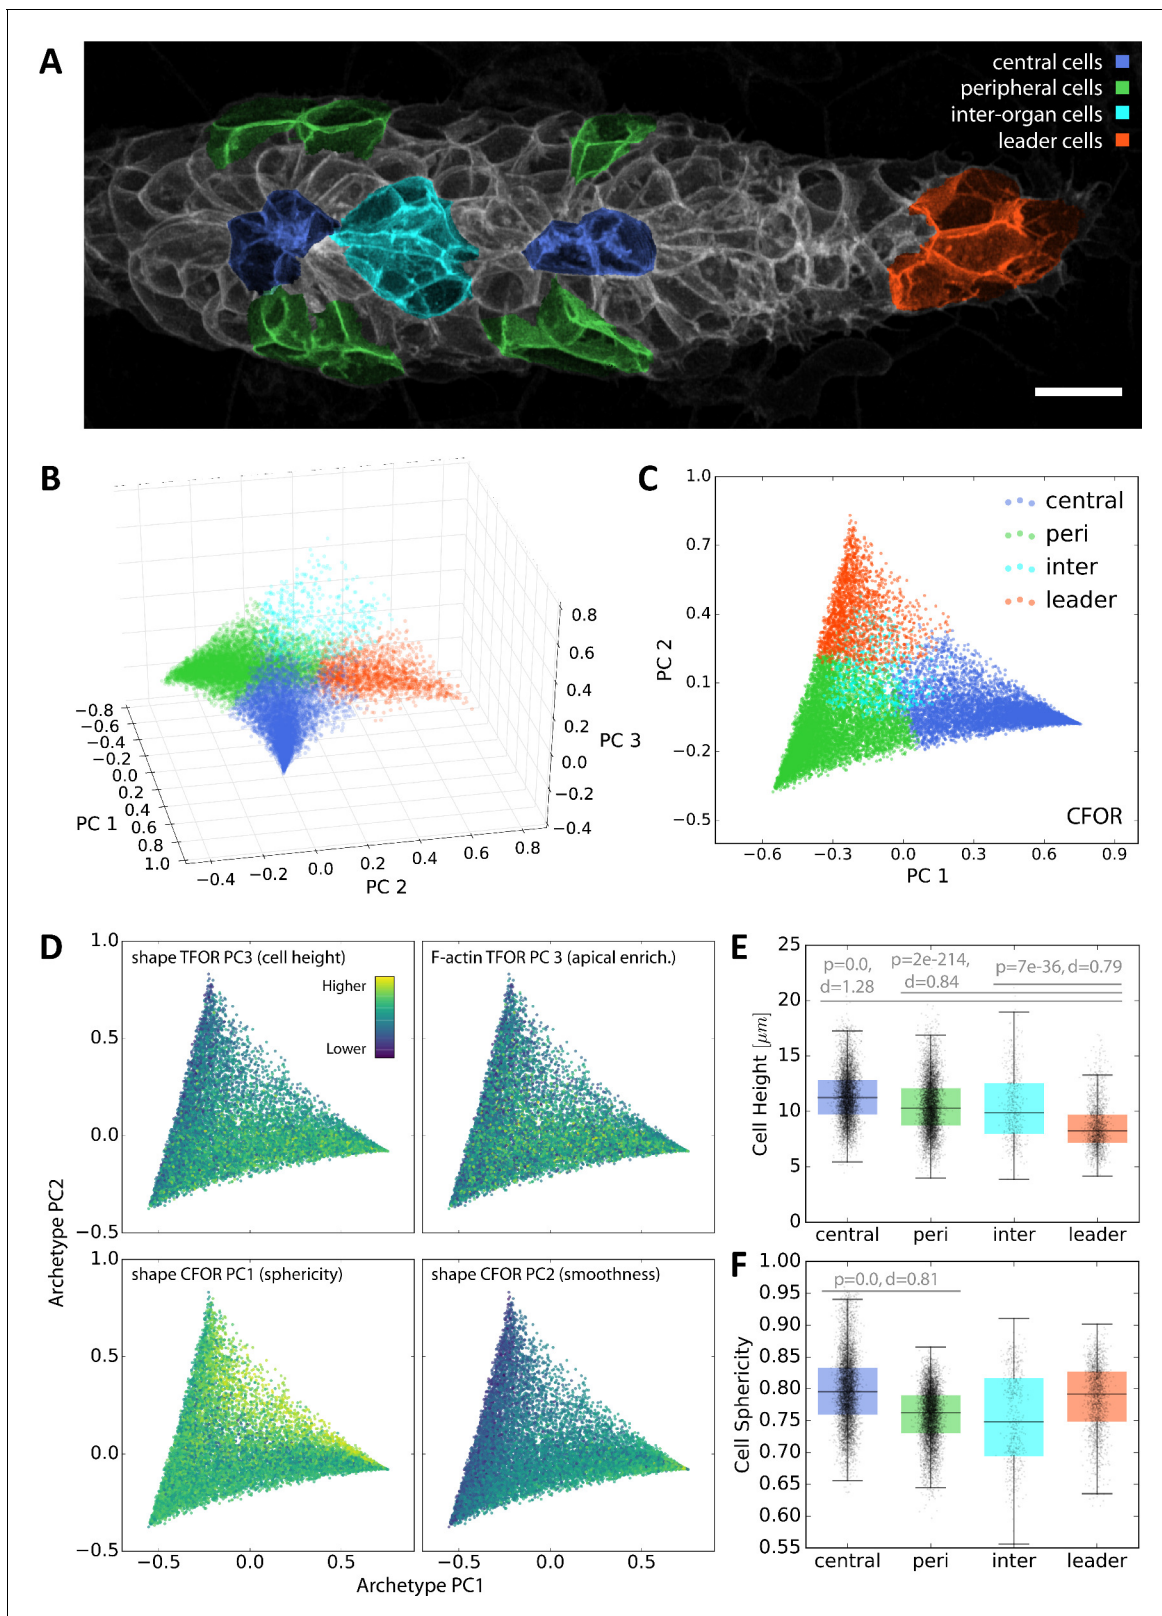 A
central cells
peripheral cells
inter-organ cells
leader cells
B
−0.8
−0.6
−0.4
−0.2
0.0
0.2
0.4
0.6
0.8
1.0
PC 1
−0.4
−0.2
0.0
0.2
0.4
0.6
0.8
PC 2
0.8
0.6
0.4
0.2
0.0
−0.2
−0.4
PC 3
C
1.0
0.7
0.4
0.1
−0.2
−0.5
PC 2
central
peri
inter
leader
CFOR
−0.6
−0.3
0.0
0.3
0.6
0.9
PC 1
D
1.0
0.5
0.0
−0.5
shape TFOR PC3 (cell height)
Higher
Lower
F-actin TFOR PC 3 (apical enrich.)
Archetype PC2
1.0
0.5
0.0
−0.5
shape CFOR PC1 (sphericity)
shape CFOR PC2 (smoothness)
−0.5
0.0
0.5
−0.5
0.0
0.5
Archetype PC1
E
25
20
15
10
5
0
Cell Height [μm]
p=0.0,
d=1.28
p=2e-214,
d=0.84
p=7e-36, d=0.79
central
peri
inter
leader
F
1.00
0.95
0.90
0.85
0.80
0.75
0.70
0.65
0.60
0.55
Cell Sphericity
p=0.0, d=0.81
central
peri
inter
leader